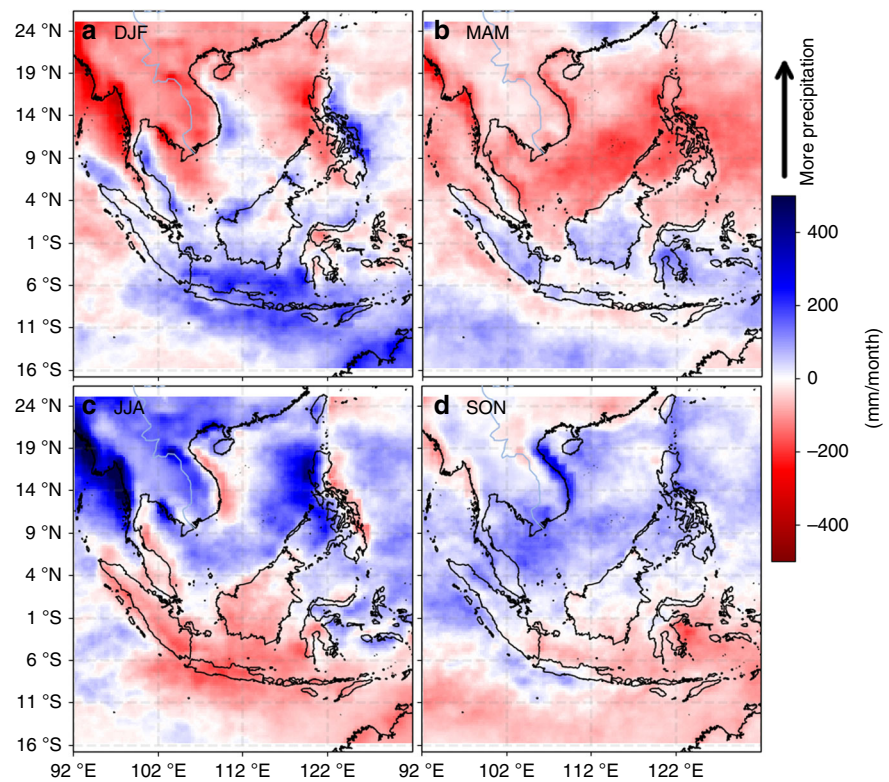 a DJF
b MAM
24 °N
19 °N
14 °N
9 °N
4 °N
1 °S
6 °S
11 °S
16 °S
More precipitation
c JJA
d SON
24 °N
19 °N
14 °N
9 °N
4 °N
1 °S
6 °S
11 °S
16 °S
400
200
0
−200
−400
(mm/month)
92 °E 102 °E 112 °E 122 °E 92 °E 102 °E 112 °E 122 °E